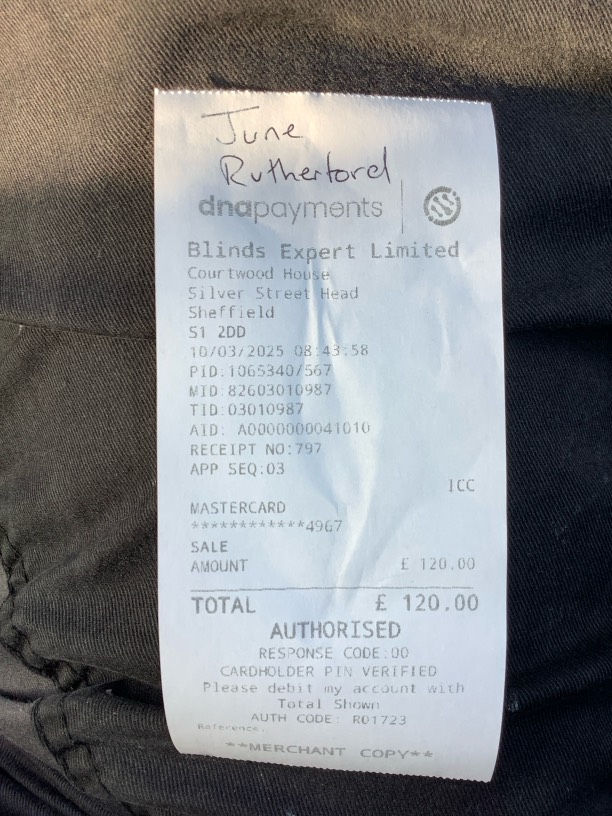 June
Rutherford
dnapayments
Blinds Expert Limited
Courtwood House
Silver Street Head
Sheffield
S1 2DD
10/03/2025 08:43:58
PID:1065340/567
MID:82603010987
TID:03010987
AID: A0000000041010
RECEIPT NO:797
APP SEQ:03
ICC
MASTERCARD
************4967
SALE
AMOUNT £ 120.00
TOTAL £ 120.00
AUTHORISED
RESPONSE CODE:00
CARDHOLDER PIN VERIFIED
Please debit my account with
Total Shown
AUTH CODE: R01723
Reference:
**MERCHANT COPY**